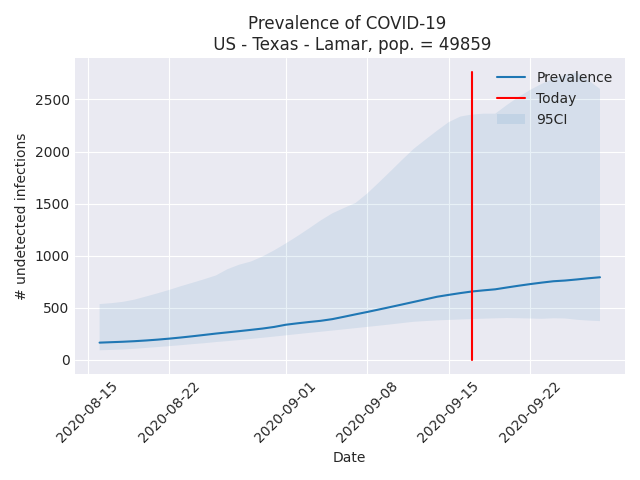 Prevalence of COVID-19
US - Texas - Lamar, pop. = 49859
Prevalence
Today
95CI
# undetected infections
2500
2000
1500
1000
500
0
2020-08-15
2020-08-22
2020-09-01
2020-09-08
2020-09-15
2020-09-22
Date